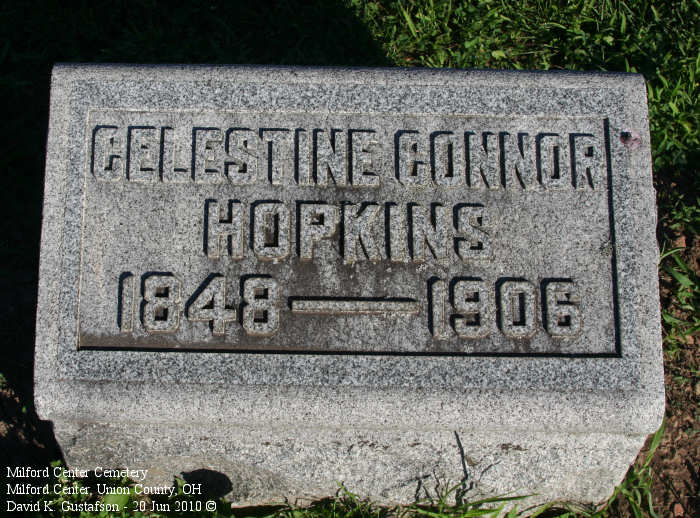 CELESTINE CONNOR
HOPKINS
1848 — 1906
Milford Center Cemetery
Milford Center, Union County, OH
David K. Gustafson - 20 Jun 2010 ©